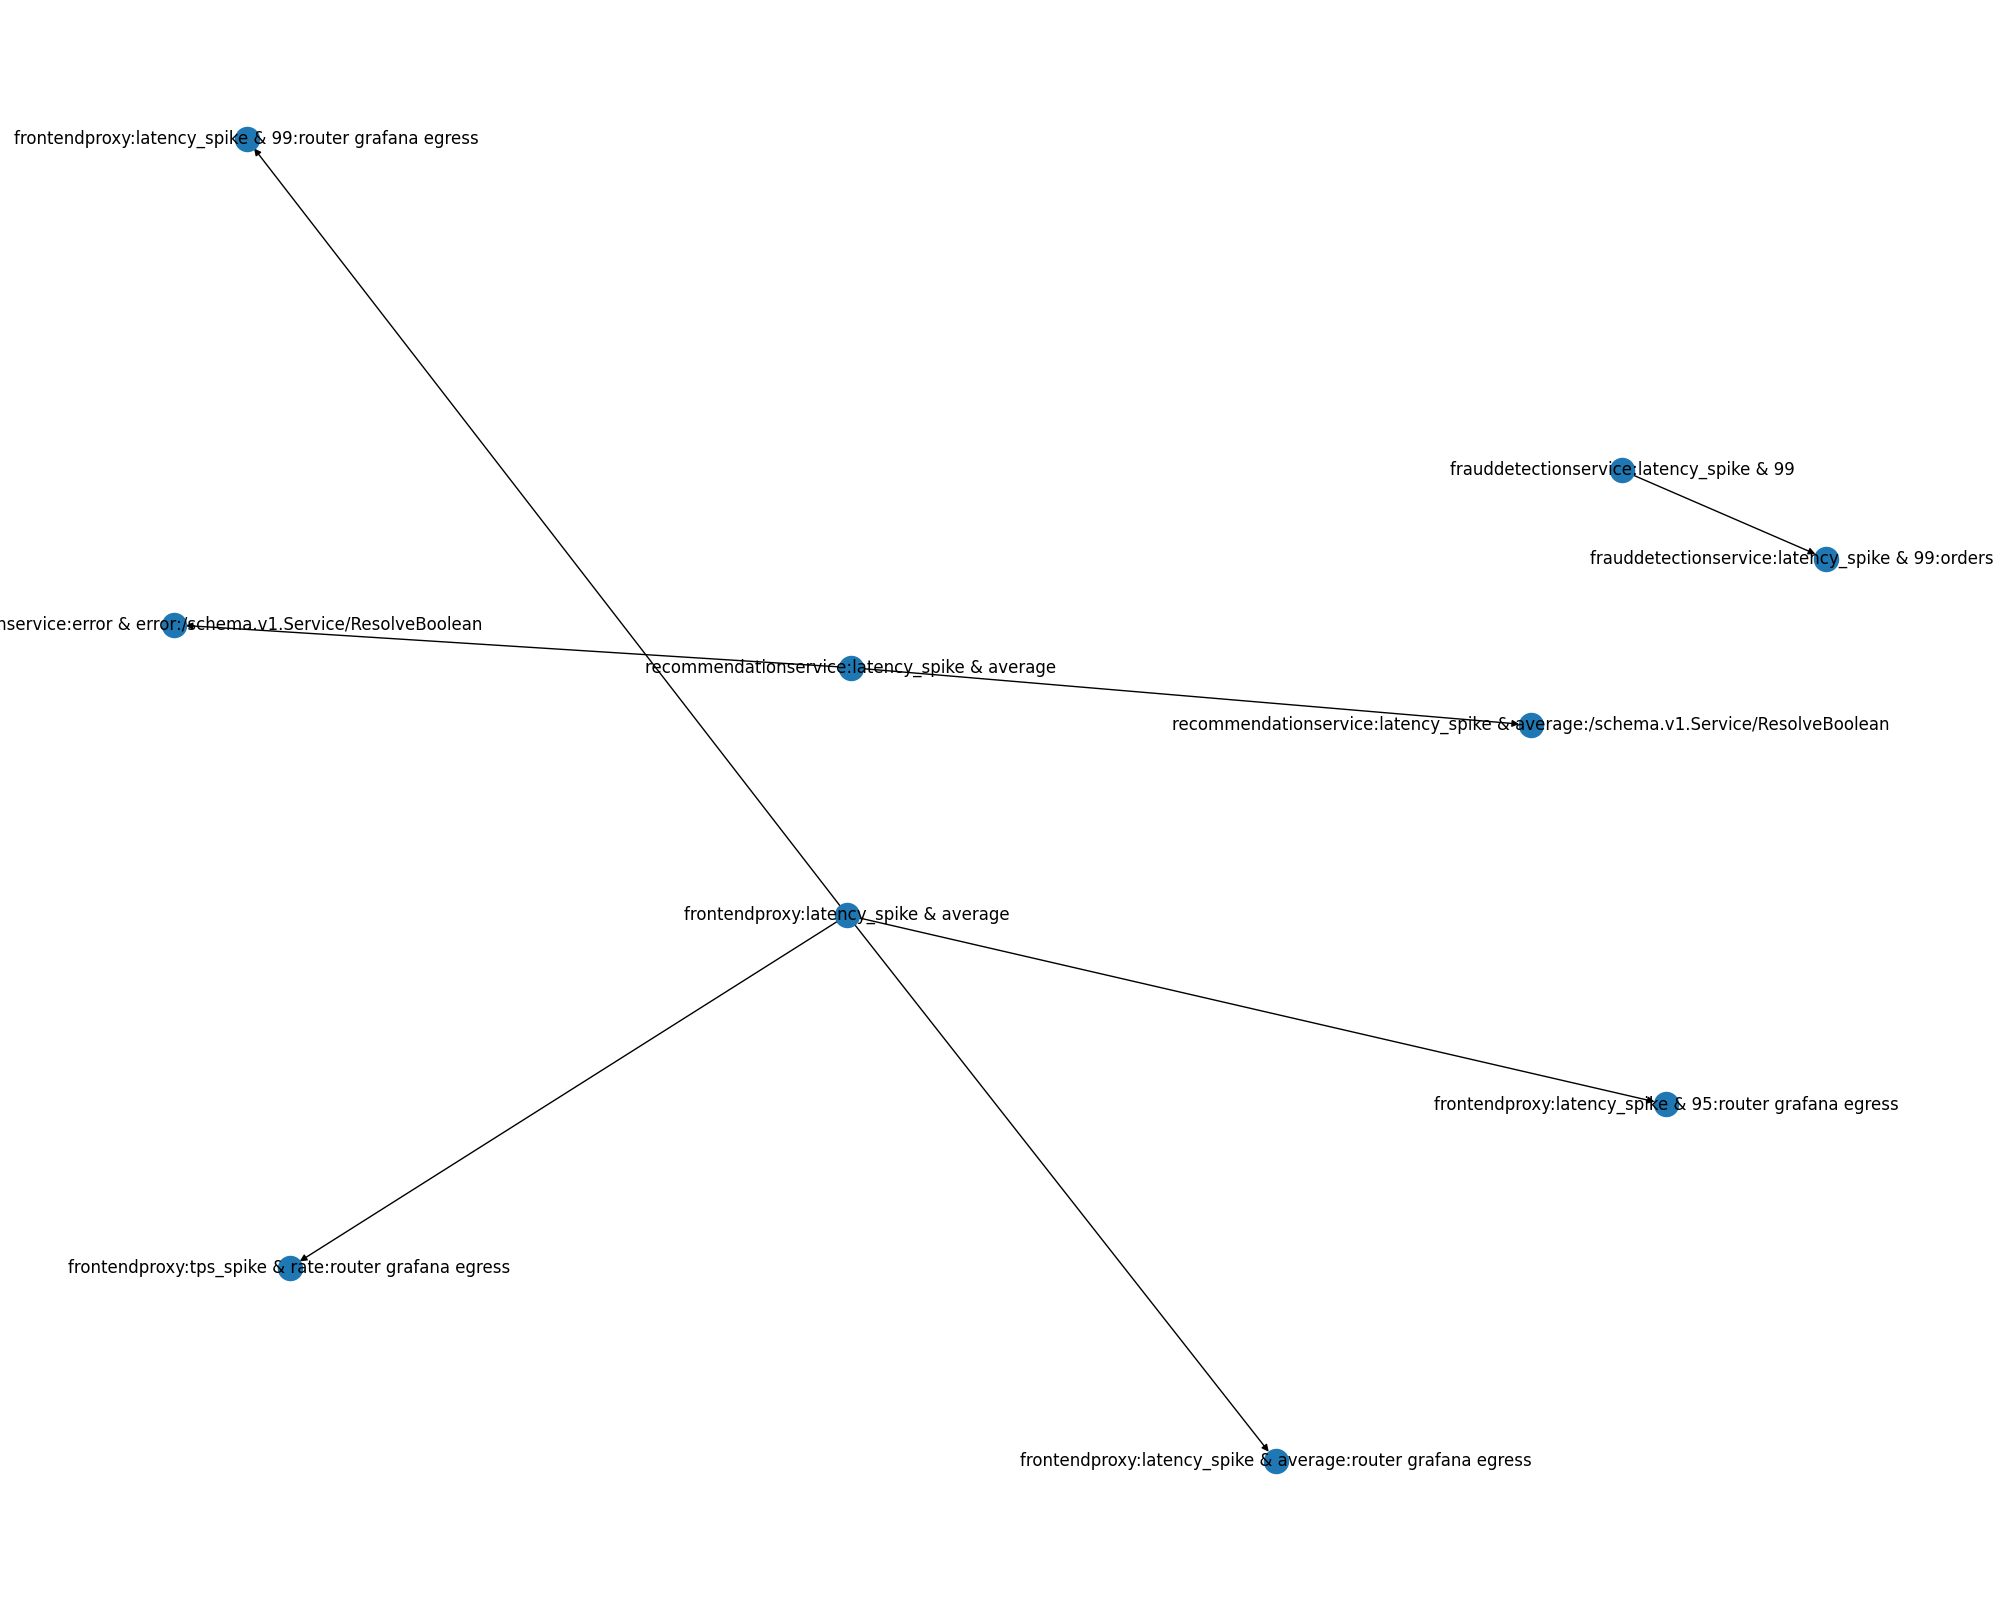 frontendproxy:latency_spike & 99:router grafana egress
frauddetectionservice:latency_spike & 99
frauddetectionservice:latency_spike & 99:orders
nservice:error & error:/schema.v1.Service/ResolveBoolean
recommendationservice:latency_spike & average
recommendationservice:latency_spike & average:/schema.v1.Service/ResolveBoolean
frontendproxy:latency_spike & average
frontendproxy:latency_spike & 95:router grafana egress
frontendproxy:tps_spike & rate:router grafana egress
frontendproxy:latency_spike & average:router grafana egress